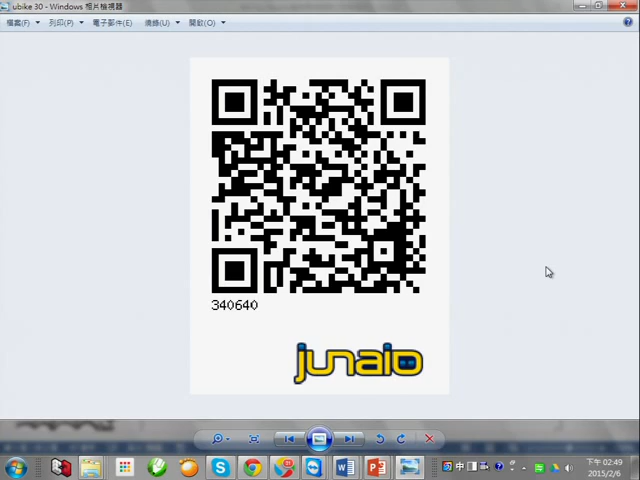 ubike 30 - Windows 相片檢視器
檔案(F) 列印(P) 電子郵件(E) 燒錄(U) 開啟(O)
340640
junaio
中
下午 02:49
2015/2/6